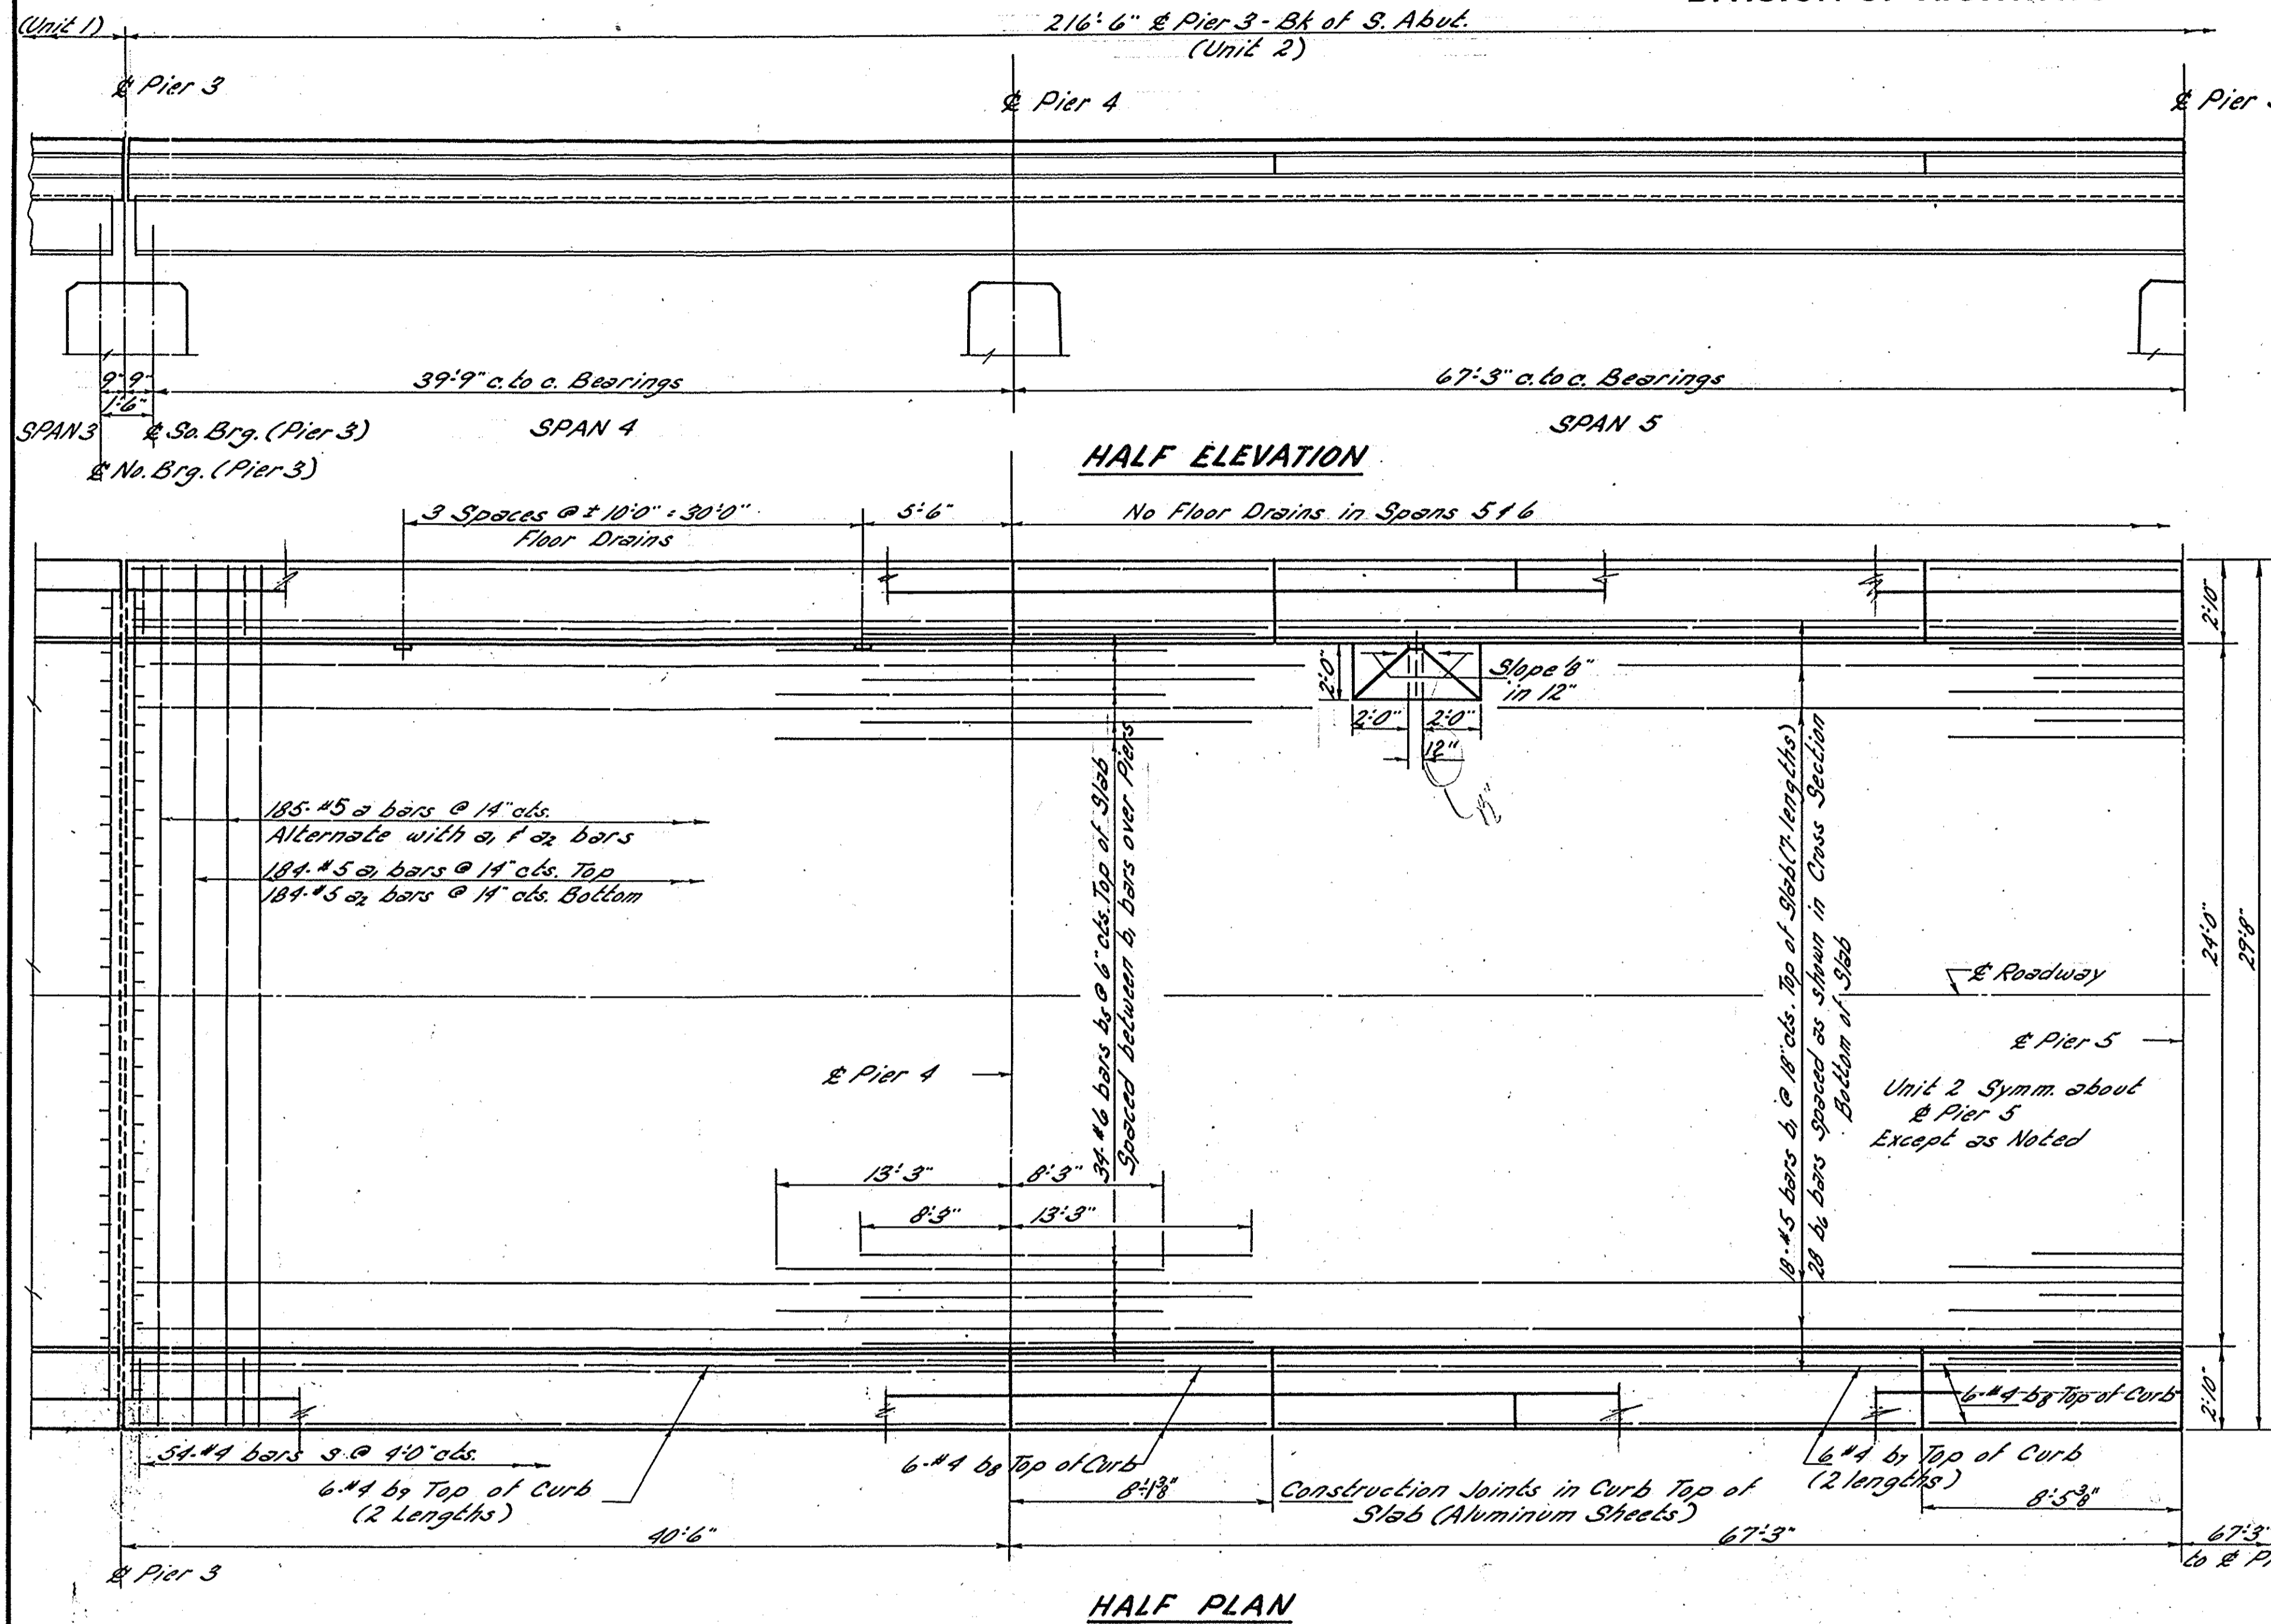 (Unit 1)
216'-6" ℄ Pier 3 - Bk of S. Abut.
(Unit 2)
℄ Pier 3
℄ Pier 4
℄ Pier
9" 9"
1'-6"
39'-9" c. to c. Bearings
67'-3" c. to c. Bearings
SPAN 3
℄ So. Brg. (Pier 3)
SPAN 4
SPAN 5
℄ No. Brg. (Pier 3)
HALF ELEVATION
3 Spaces @ ± 10'-0" = 30'-0"
Floor Drains
5'-6"
No Floor Drains in Spans 5 & 6
2'-10"
2'-0"
Slope 1/8"
in 12"
2'-0"
2'-0"
12"
185-#5 a bars @ 14" cts.
Alternate with a1 & a2 bars
184-#5 a1 bars @ 14" cts. Top
184-#5 a2 bars @ 14" cts. Bottom
34-#6 bars b5 @ 6" cts. Top of Slab
Spaced between b1 bars over Piers
18-#5 bars b1 @ 18" cts. Top of Slab (7-lengths)
28 b6 bars spaced as shown in Cross Section
Bottom of Slab
24'-0"
29'-8"
℄ Roadway
℄ Pier 5
℄ Pier 4
Unit 2 Symm. about
℄ Pier 5
Except as Noted
13'-3"
8'-3"
8'-3"
13'-3"
6-#4 b8 Top of Curb
2'-10"
54-#4 bars s @ 4'-0" cts.
6-#4 b9 Top of Curb
(2 Lengths)
6-#4 b8 Top of Curb
8'-1 3/8"
Construction Joints in Curb Top of
Slab (Aluminum Sheets)
6 #4 b7 Top of Curb
(2 lengths)
8'-5 3/8"
40'-6"
67'-3"
67'-3"
to ℄
℄ Pier 3
HALF PLAN